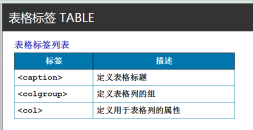 表格标签 TABLE
表格标签列表
标签 描述
<caption> 定义表格标题
<colgroup> 定义表格列的组
<col> 定义用于表格列的属性